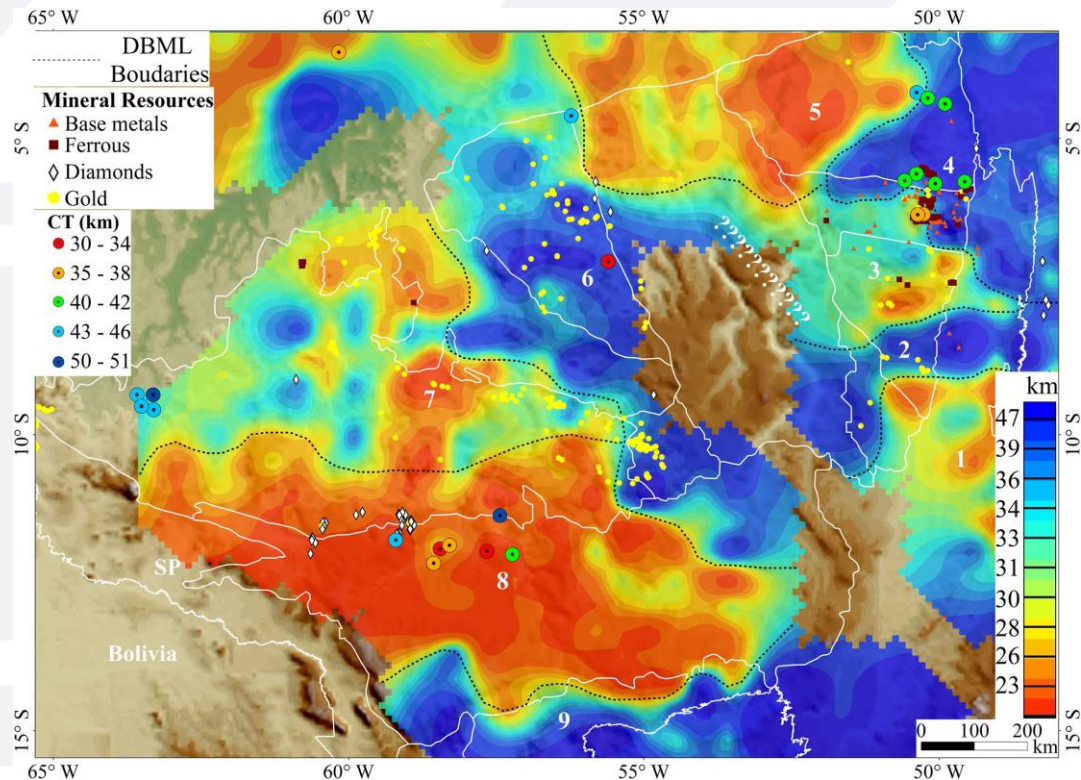 65° W 60° W 55° W 50° W
DBML
Boudaries
Mineral Resources
Base metals
Ferrous
Diamonds
Gold
CT (km)
30 - 34
35 - 38
40 - 42
43 - 46
50 - 51
5° S
5° S
10° S
10° S
15° S
15° S
5
4
6
3
????????????
2
7
1
8
SP
Bolivia
9
km
47
39
36
34
33
30
28
26
23
0 100 200
km
65° W 60° W 55° W 50° W